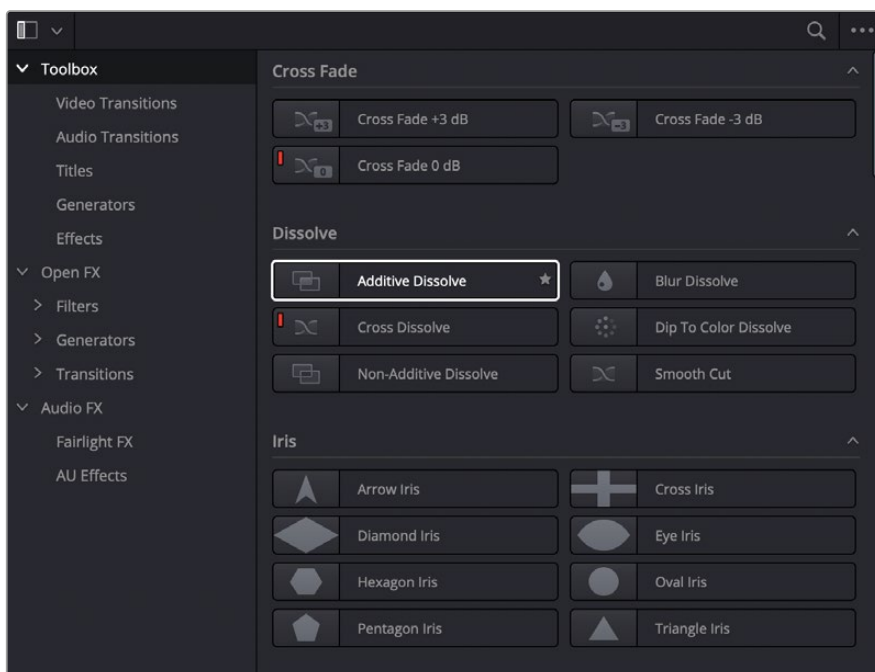 Toolbox
Video Transitions
Audio Transitions
Titles
Generators
Effects
Open FX
Filters
Generators
Transitions
Audio FX
Fairlight FX
AU Effects
Cross Fade
+3
Cross Fade +3 dB
-3
Cross Fade -3 dB
0
Cross Fade 0 dB
Dissolve
Additive Dissolve
Blur Dissolve
Cross Dissolve
Dip To Color Dissolve
Non-Additive Dissolve
Smooth Cut
Iris
Arrow Iris
Cross Iris
Diamond Iris
Eye Iris
Hexagon Iris
Oval Iris
Pentagon Iris
Triangle Iris